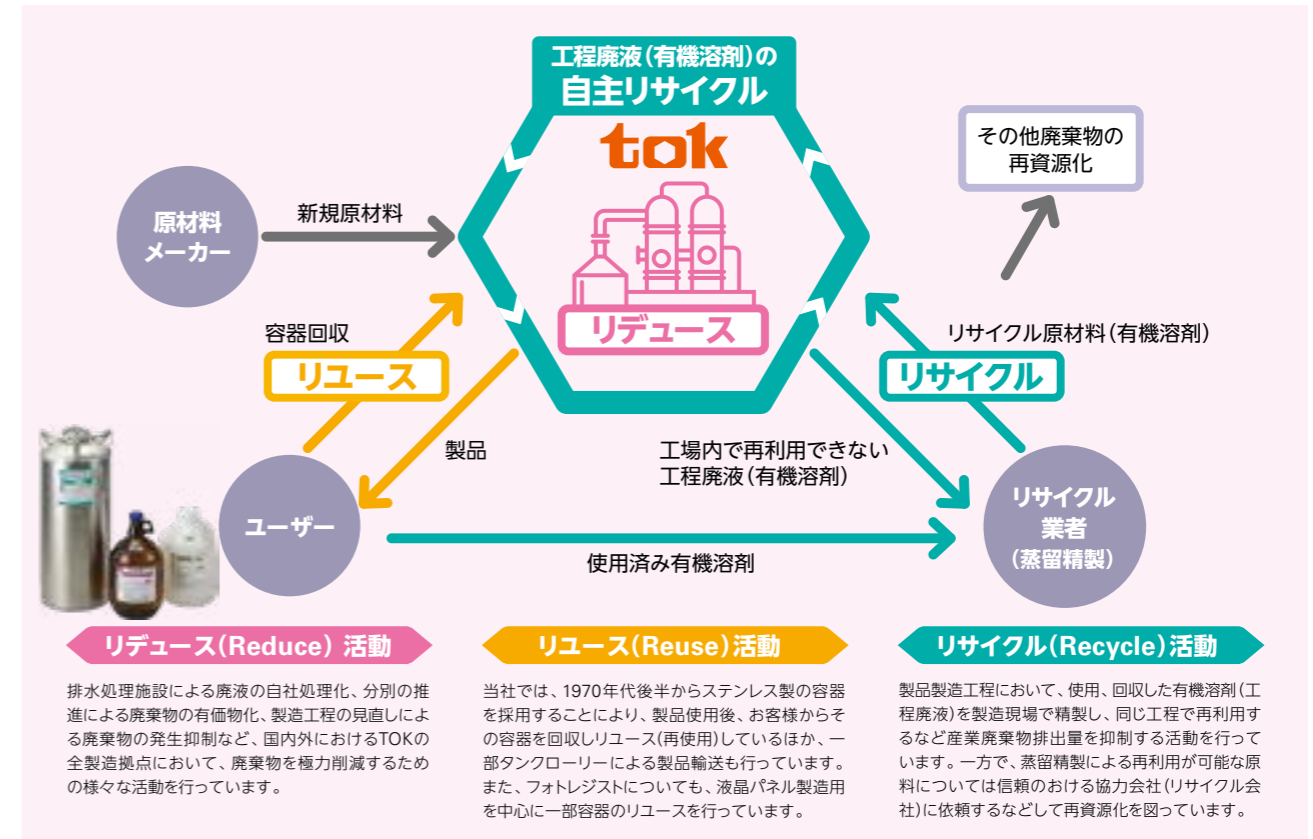 工程廃液(有機溶剤)の
自主リサイクル
tok
リデュース
その他廃棄物の
再資源化
原材料
メーカー
新規原材料
容器回収
リユース
リサイクル原材料(有機溶剤)
リサイクル
製品
工場内で再利用できない
工程廃液(有機溶剤)
ユーザー
使用済み有機溶剤
リサイクル
業者
(蒸留精製)
リデュース(Reduce) 活動
排水処理施設による廃液の自社処理化、分別の推
進による廃棄物の有価物化、製造工程の見直しによ
る廃棄物の発生抑制など、国内外におけるTOKの
全製造拠点において、廃棄物を極力削減するため
の様々な活動を行っています。
リユース(Reuse)活動
当社では、1970年代後半からステンレス製の容器
を採用することにより、製品使用後、お客様からそ
の容器を回収しリユース(再使用)しているほか、一
部タンクローリーによる製品輸送も行っています。
また、フォトレジストについても、液晶パネル製造用
を中心に一部容器のリユースを行っています。
リサイクル(Recycle)活動
製品製造工程において、使用、回収した有機溶剤(工
程廃液)を製造現場で精製し、同じ工程で再利用す
るなど産業廃棄物排出量を抑制する活動を行って
います。一方で、蒸留精製による再利用が可能な原
料については信頼のおける協力会社(リサイクル会
社)に依頼するなどして再資源化を図っています。